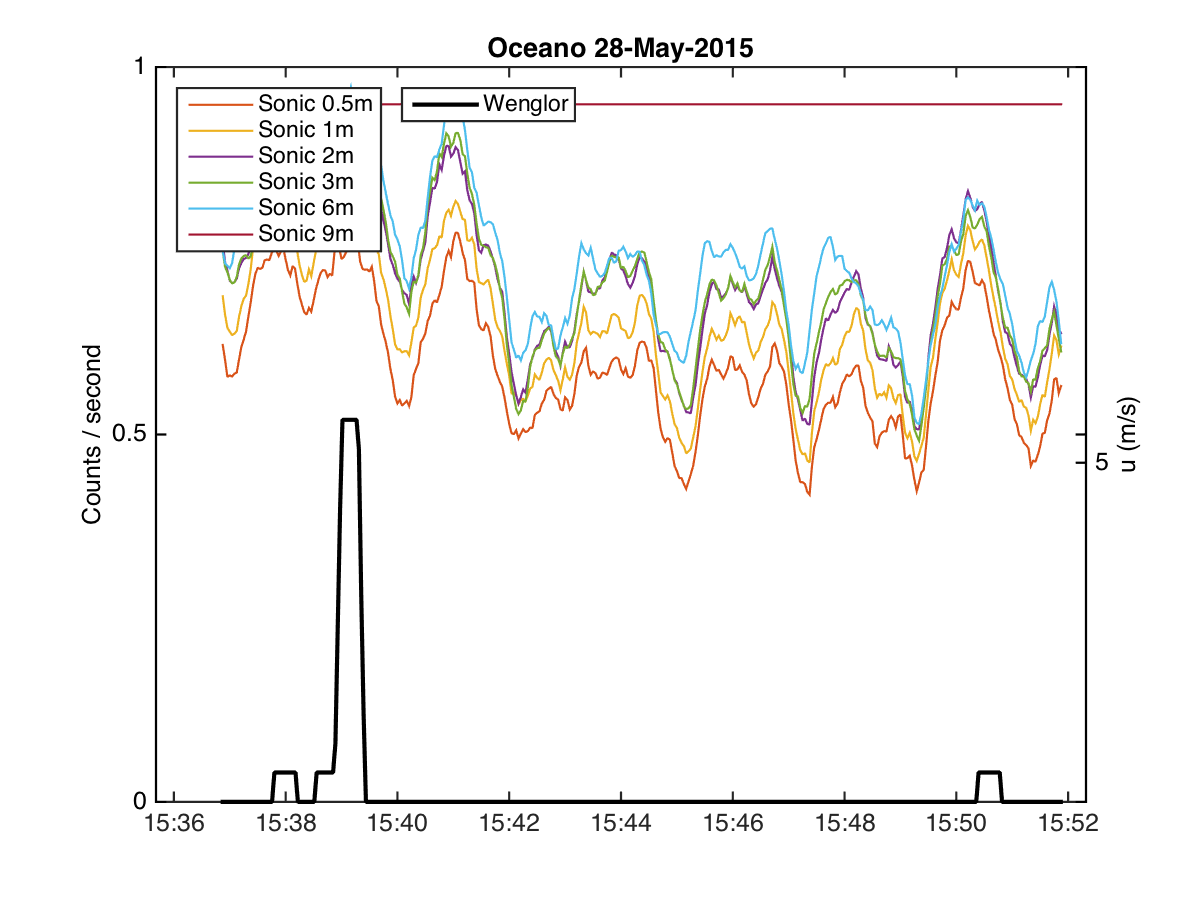 Oceano 28-May-2015
1
0.5
0
Counts / second
Sonic 0.5m
Sonic 1m
Sonic 2m
Sonic 3m
Sonic 6m
Sonic 9m
Wenglor
5
u (m/s)
15:36 15:38 15:40 15:42 15:44 15:46 15:48 15:50 15:52